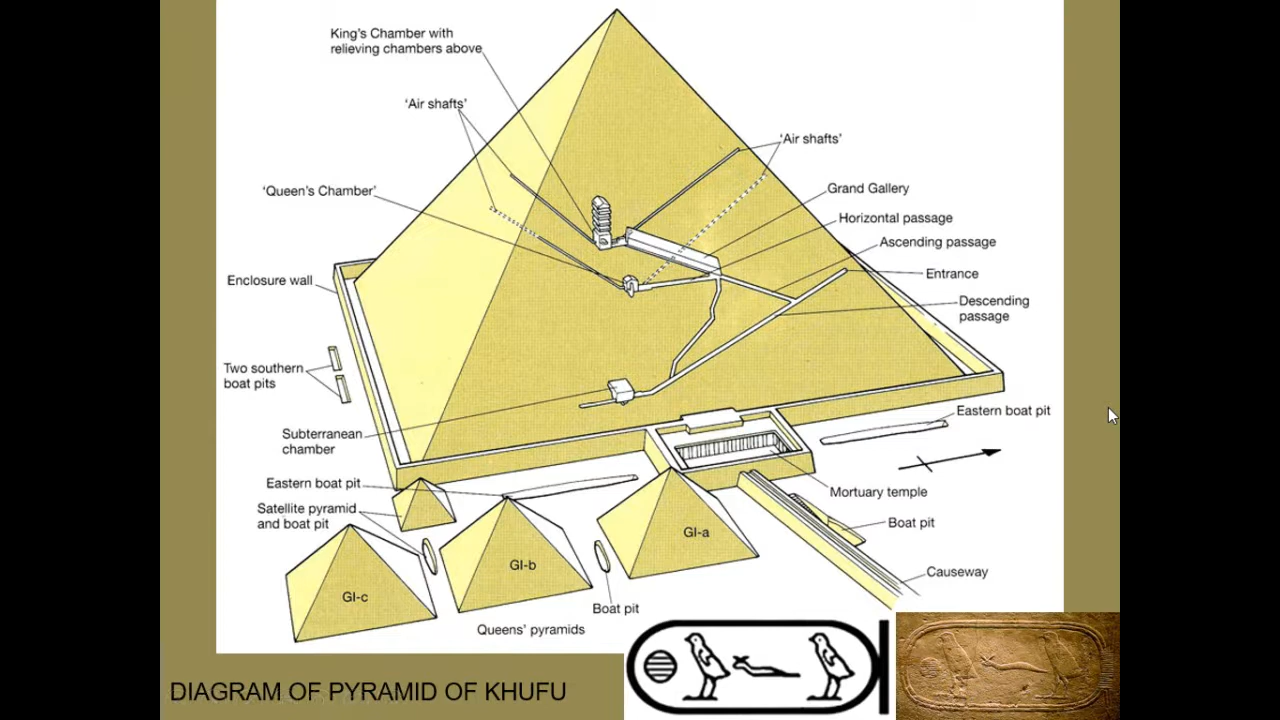 King's Chamber with
relieving chambers above
'Air shafts'
'Air shafts'
'Queen's Chamber'
Grand Gallery
Horizontal passage
Ascending passage
Entrance
Enclosure wall
Descending
passage
Two southern
boat pits
Eastern boat pit
Subterranean
chamber
Eastern boat pit
Mortuary temple
Satellite pyramid
and boat pit
Boat pit
GI-a
GI-b
GI-c
Causeway
Boat pit
Queens' pyramids
DIAGRAM OF PYRAMID OF KHUFU